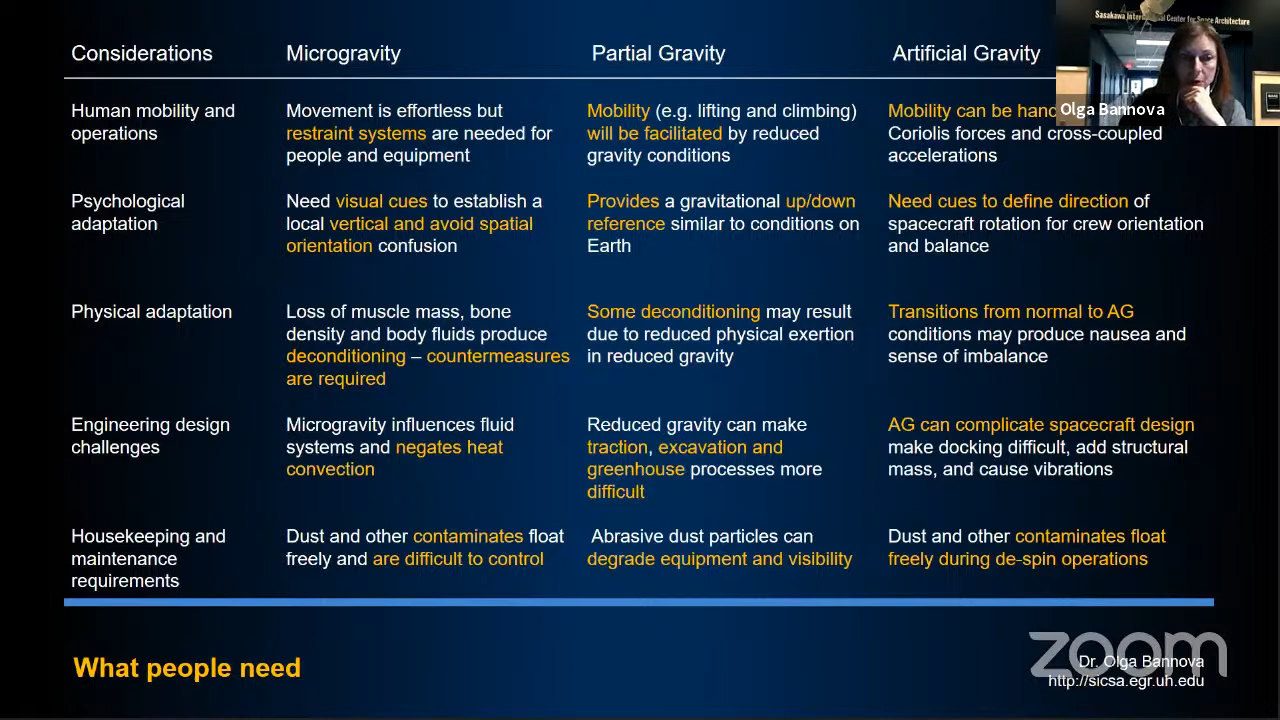 Sasakawa International Center for Space Architecture
Considerations
Microgravity
Partial Gravity
Artificial Gravity
Olga Bannova
Human mobility and
operations
Movement is effortless but
restraint systems are needed for
people and equipment
Mobility (e.g. lifting and climbing)
will be facilitated by reduced
gravity conditions
Mobility can be
Coriolis forces and cross-coupled
accelerations
Psychological
adaptation
Need visual cues to establish a
local vertical and avoid spatial
orientation confusion
Provides a gravitational up/down
reference similar to conditions on
Earth
Need cues to define direction of
spacecraft rotation for crew orientation
and balance
Physical adaptation
Loss of muscle mass, bone
density and body fluids produce
deconditioning – countermeasures
are required
Some deconditioning may result
due to reduced physical exertion
in reduced gravity
Transitions from normal to AG
conditions may produce nausea and
sense of imbalance
Engineering design
challenges
Microgravity influences fluid
systems and negates heat
convection
Reduced gravity can make
traction, excavation and
greenhouse processes more
difficult
AG can complicate spacecraft design
make docking difficult, add structural
mass, and cause vibrations
Housekeeping and
maintenance
requirements
Dust and other contaminates float
freely and are difficult to control
Abrasive dust particles can
degrade equipment and visibility
Dust and other contaminates float
freely during de-spin operations
What people need
zoom
Dr. Olga Bannova
http://sicsa.egr.uh.edu